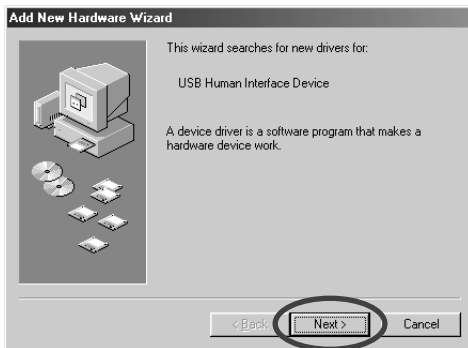 Add New Hardware Wizard
This wizard searches for new drivers for:
USB Human Interface Device
A device driver is a software program that makes a
hardware device work.
< Back
Next >
Cancel